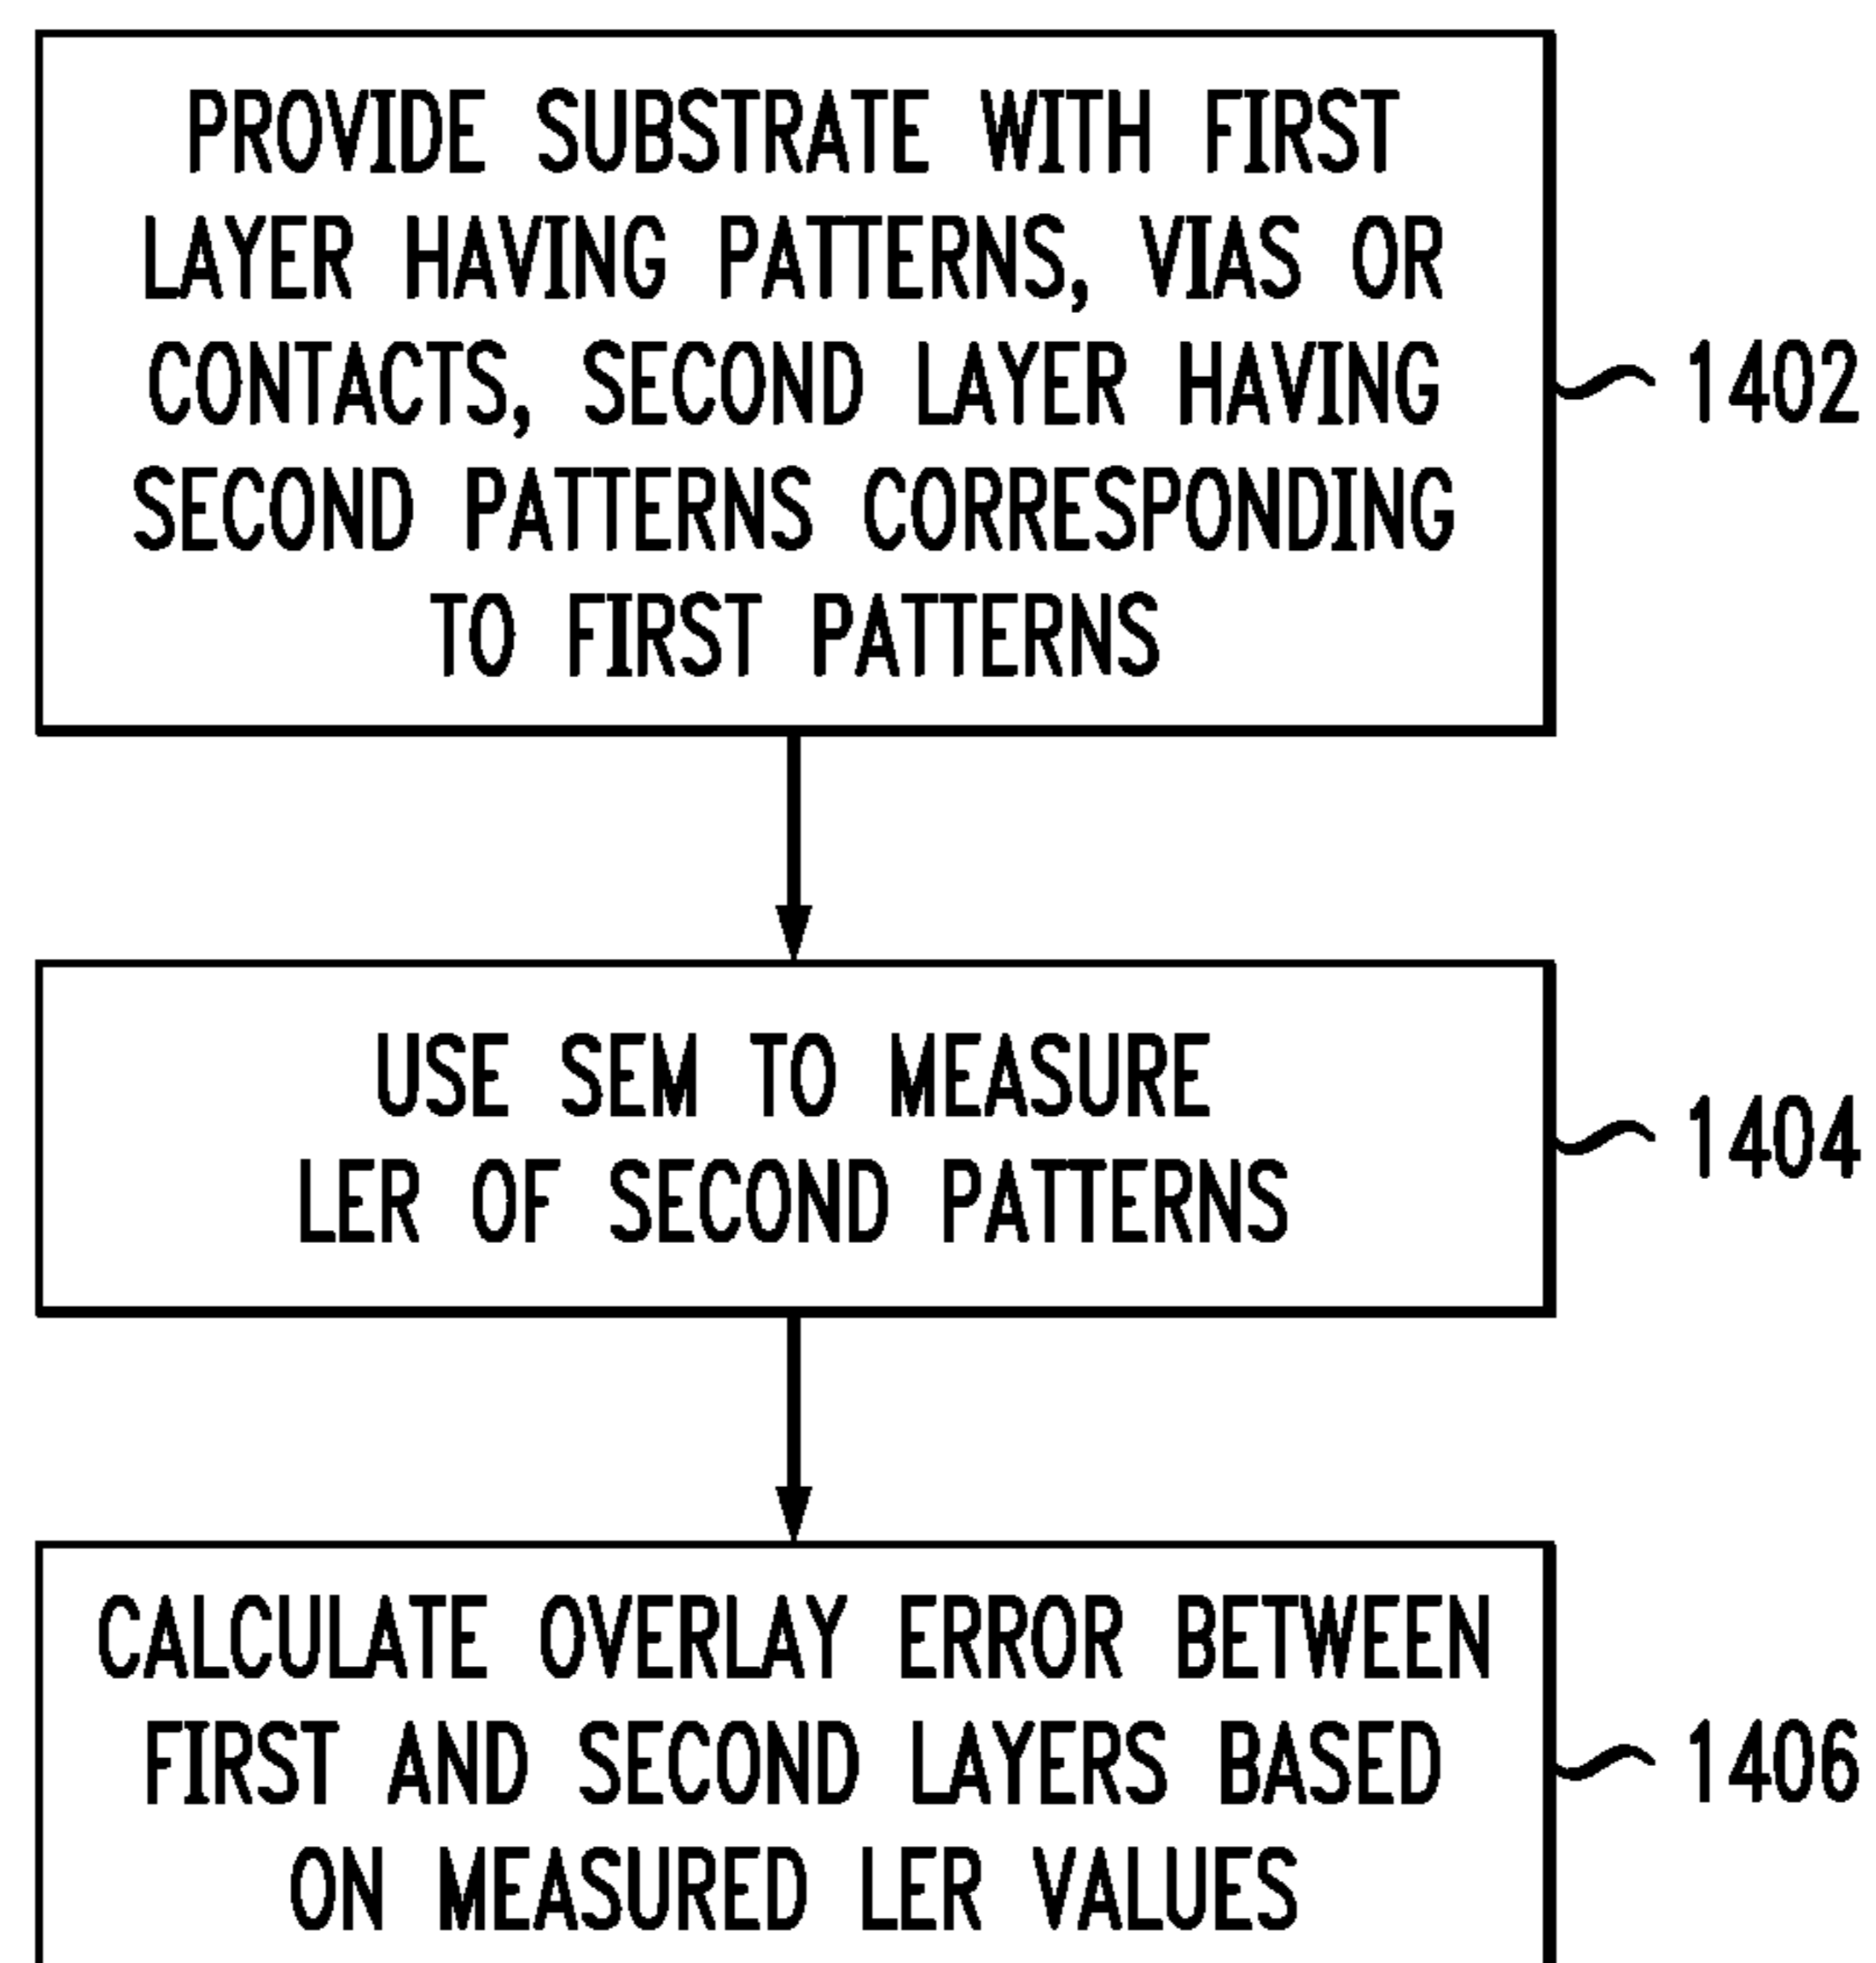 PROVIDE SUBSTRATE WITH FIRST
LAYER HAVING PATTERNS, VIAS OR
CONTACTS, SECOND LAYER HAVING
SECOND PATTERNS CORRESPONDING
TO FIRST PATTERNS
1402
USE SEM TO MEASURE
LER OF SECOND PATTERNS
1404
CALCULATE OVERLAY ERROR BETWEEN
FIRST AND SECOND LAYERS BASED
ON MEASURED LER VALUES
1406